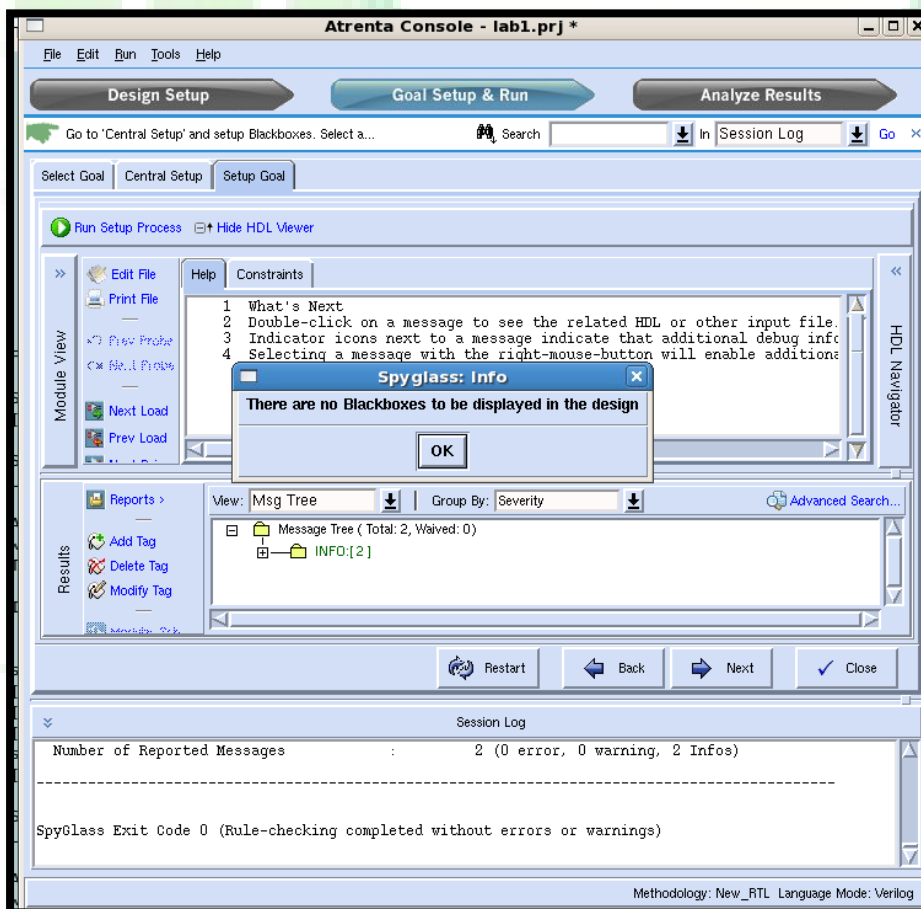 Atrenta Console - lab1.prj *
File Edit Run Tools Help
Design Setup Goal Setup & Run Analyze Results
Go to 'Central Setup' and setup Blackboxes. Select a... Search In Session Log Go
Select Goal Central Setup Setup Goal
Run Setup Process Hide HDL Viewer
Module View
Edit File
Print File
Prev Probe
Next Probe
Next Load
Prev Load
Help Constraints
1 What's Next
2 Double-click on a message to see the related HDL or other input file.
3 Indicator icons next to a message indicate that additional debug info
4 Selecting a message with the right-mouse-button will enable additiona
HDL Navigator
Spyglass: Info
There are no Blackboxes to be displayed in the design
OK
Results
Reports >
Add Tag
Delete Tag
Modify Tag
View: Msg Tree Group By: Severity Advanced Search...
Message Tree ( Total: 2, Waived: 0)
INFO:[ 2 ]
Restart Back Next Close
Session Log
Number of Reported Messages : 2 (0 error, 0 warning, 2 Infos)
--------------------------------------------------------------------------------
SpyGlass Exit Code 0 (Rule-checking completed without errors or warnings)
Methodology: New_RTL Language Mode: Verilog